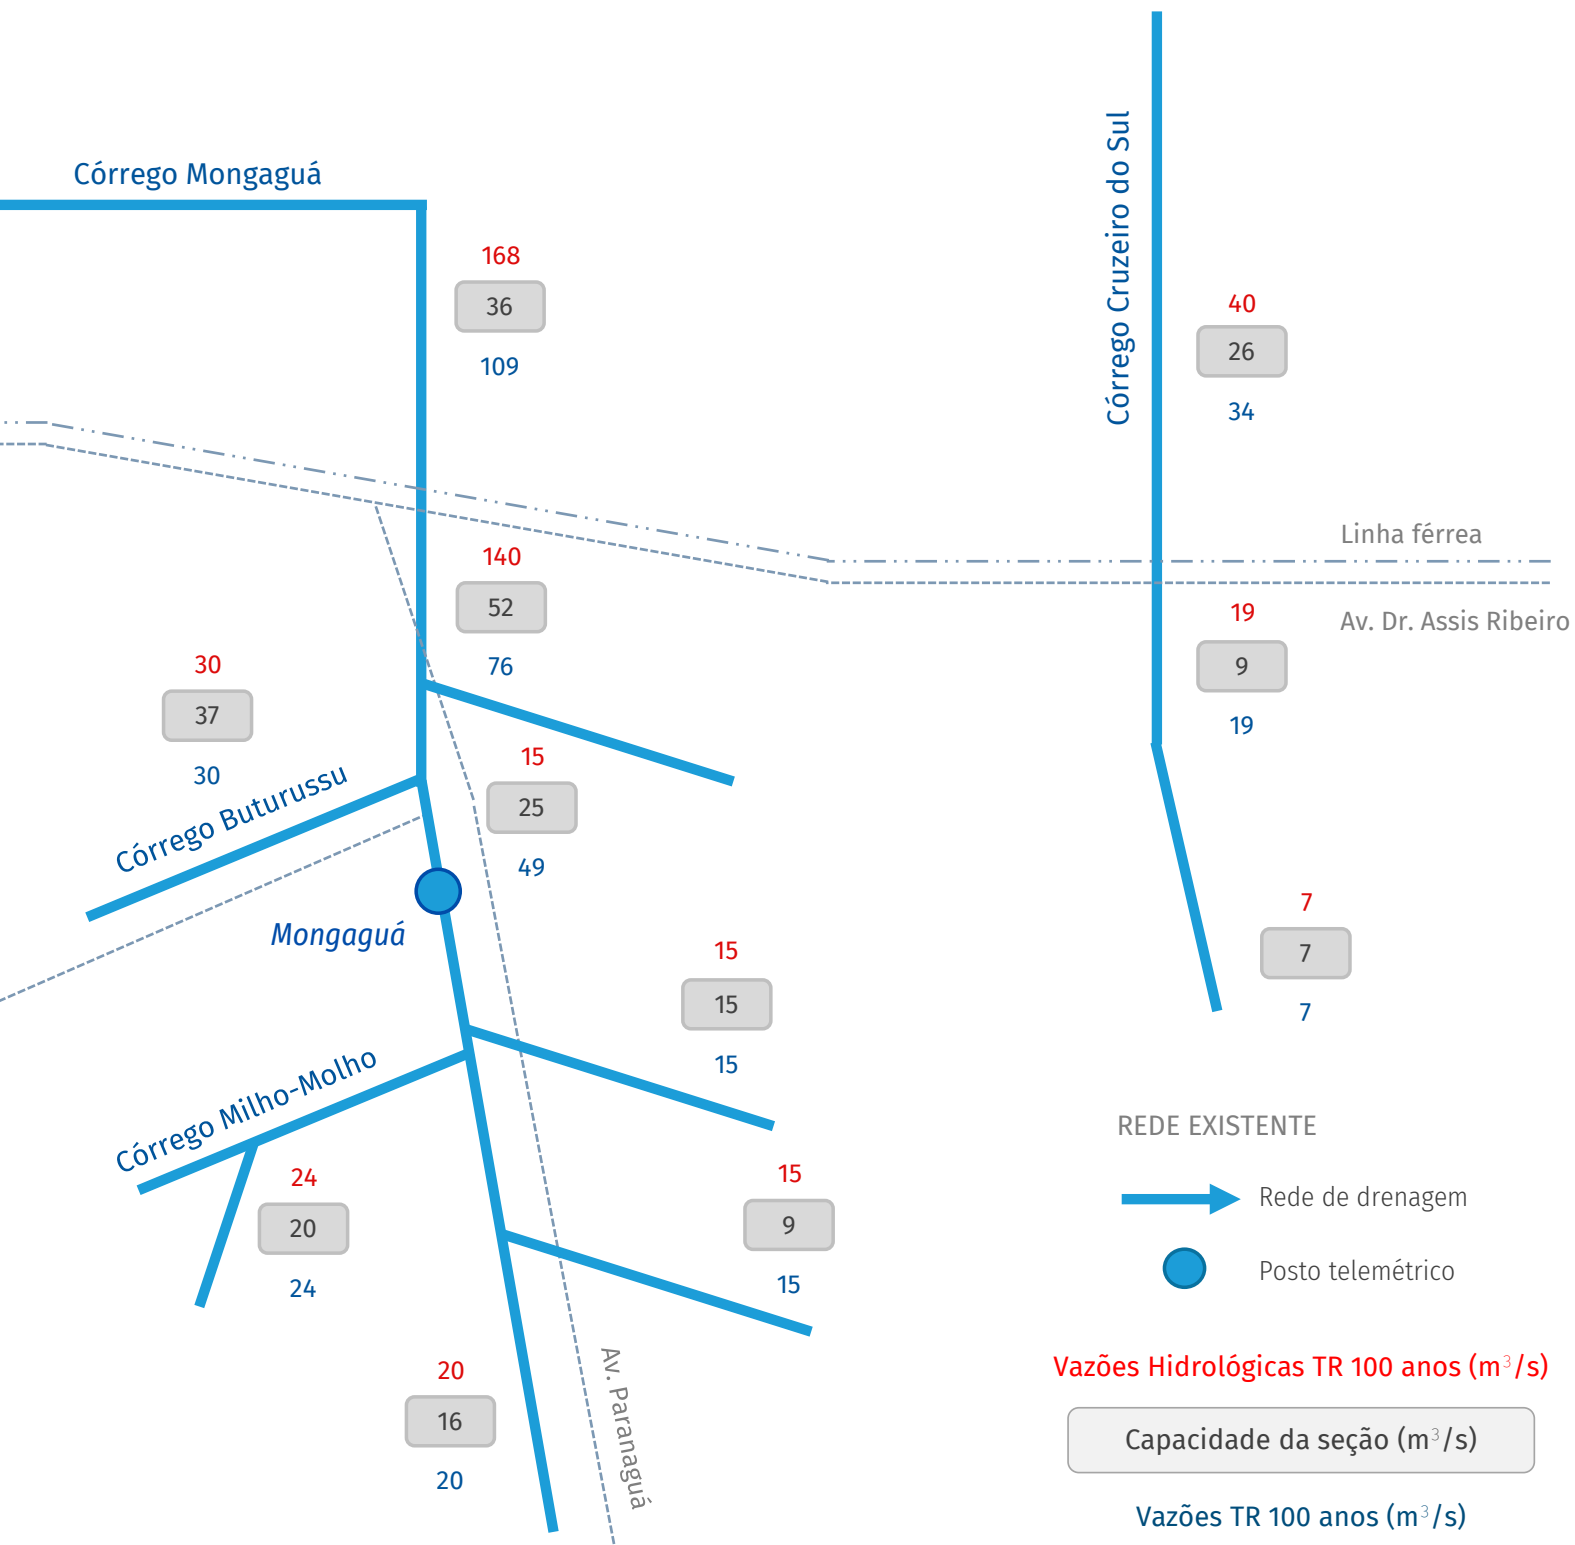 Córrego Mongaguá
168
36
109
Córrego Cruzeiro do Sul
40
26
34
Linha férrea
Av. Dr. Assis Ribeiro
140
52
76
19
9
19
30
37
30
Córrego Buturussu
15
25
49
Mongaguá
7
7
7
15
15
15
Córrego Milho-Molho
24
20
24
15
9
15
20
16
20
Av. Paranaguá
REDE EXISTENTE
Rede de drenagem
Posto telemétrico
Vazões Hidrológicas TR 100 anos (m³/s)
Capacidade da seção (m³/s)
Vazões TR 100 anos (m³/s)